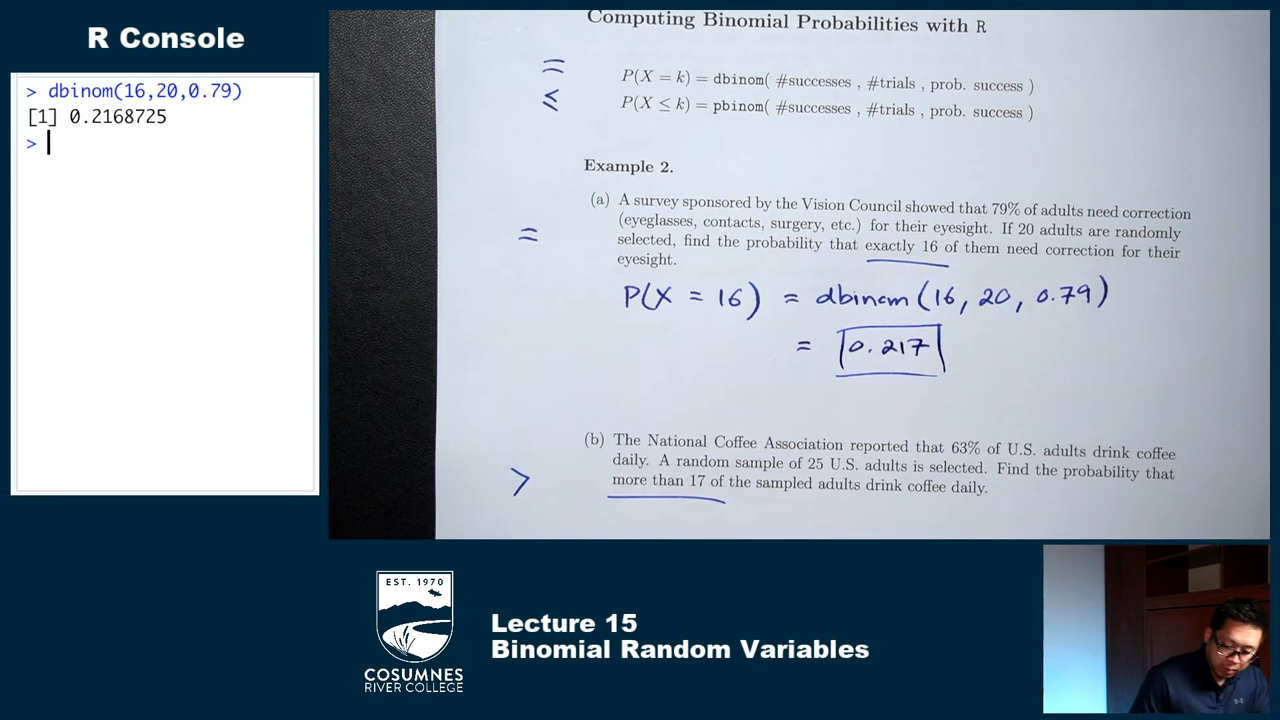 R Console
> dbinom(16,20,0.79)
[1] 0.2168725
>
Computing Binomial Probabilities with R
= P(X = k) = dbinom( #successes , #trials , prob. success )
≤ P(X ≤ k) = pbinom( #successes , #trials , prob. success )
Example 2.
(a) A survey sponsored by the Vision Council showed that 79% of adults need correction
(eyeglasses, contacts, surgery, etc.) for their eyesight. If 20 adults are randomly
= selected, find the probability that exactly 16 of them need correction for their
eyesight.
P(X = 16) = dbinom(16, 20, 0.79)
= 0.217
(b) The National Coffee Association reported that 63% of U.S. adults drink coffee
daily. A random sample of 25 U.S. adults is selected. Find the probability that
> more than 17 of the sampled adults drink coffee daily.
EST. 1970
COSUMNES
RIVER COLLEGE
Lecture 15
Binomial Random Variables